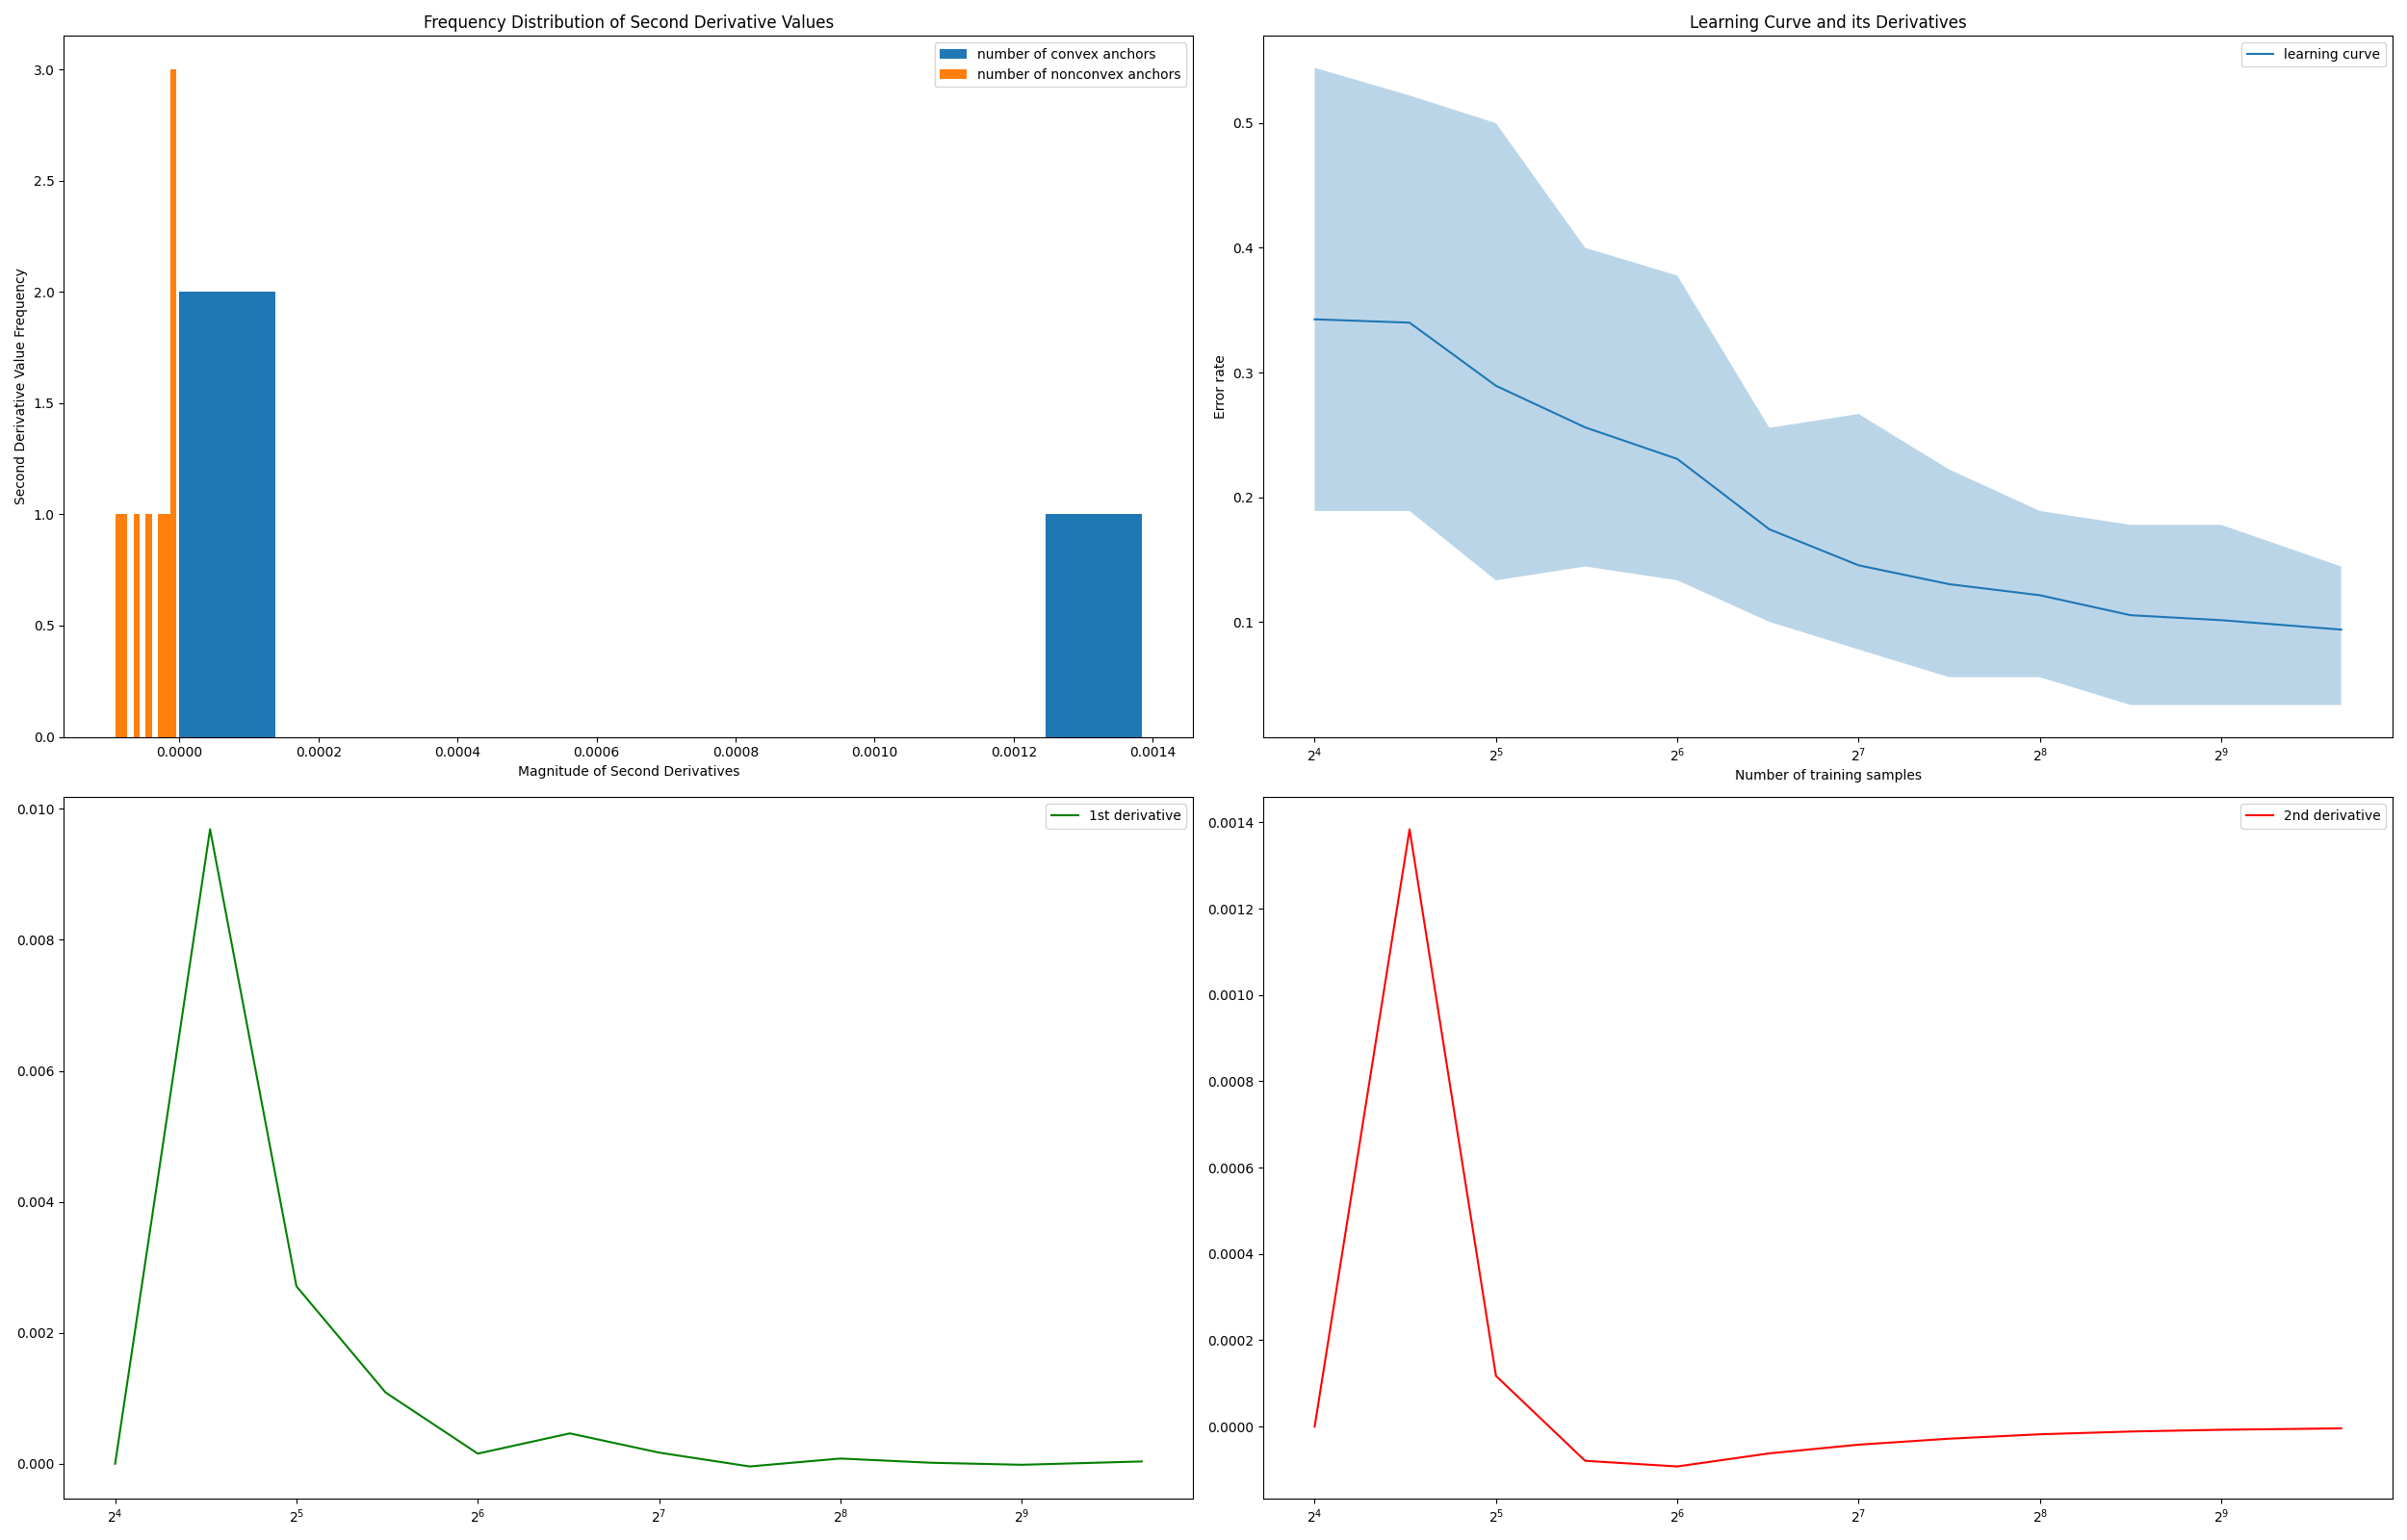 Frequency Distribution of Second Derivative Values
number of convex anchors
number of nonconvex anchors
Second Derivative Value Frequency
3.0
2.5
2.0
1.5
1.0
0.5
0.0
0.0000 0.0002 0.0004 0.0006 0.0008 0.0010 0.0012 0.0014
Magnitude of Second Derivatives
Learning Curve and its Derivatives
learning curve
Error rate
0.5
0.4
0.3
0.2
0.1
2⁴ 2⁵ 2⁶ 2⁷ 2⁸ 2⁹
Number of training samples
1st derivative
0.010
0.008
0.006
0.004
0.002
0.000
2⁴ 2⁵ 2⁶ 2⁷ 2⁸ 2⁹
2nd derivative
0.0014
0.0012
0.0010
0.0008
0.0006
0.0004
0.0002
0.0000
2⁴ 2⁵ 2⁶ 2⁷ 2⁸ 2⁹